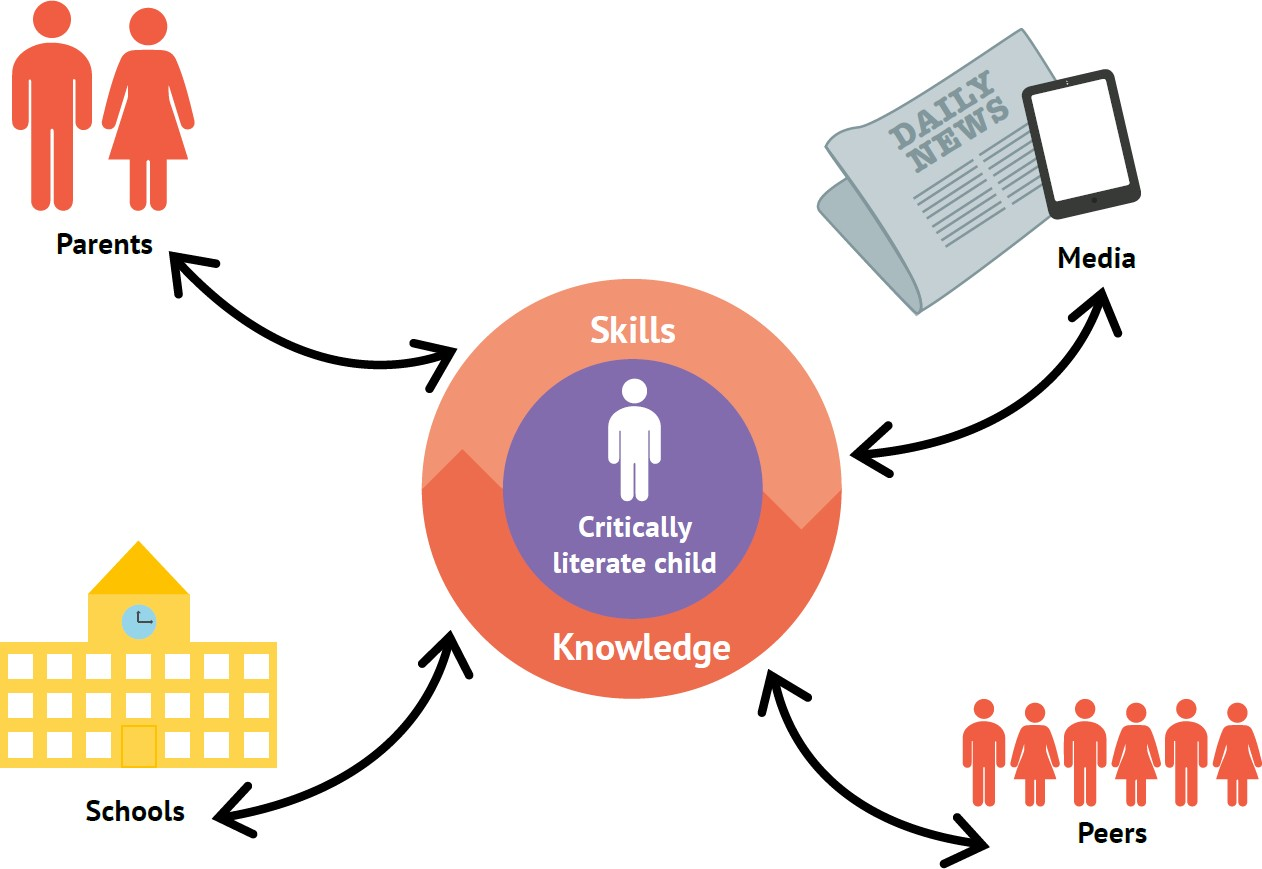 Parents
DAILY
NEWS
Media
Skills
Critically
literate child
Knowledge
Schools
Peers